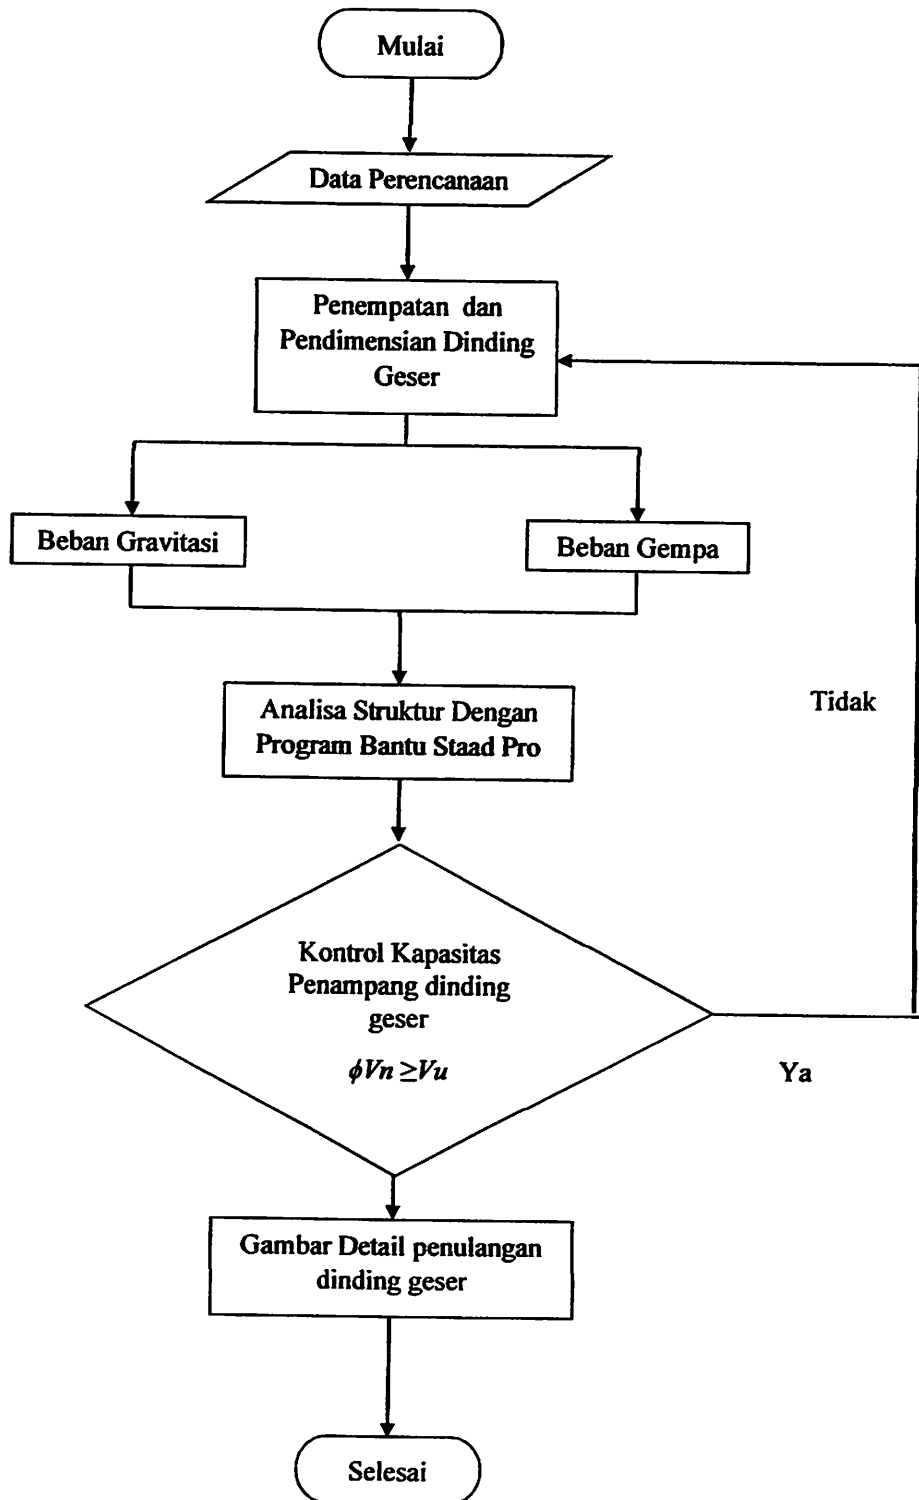 Mulai
Data Perencanaan
Penempatan dan
Pendimensian Dinding
Geser
Beban Gravitasi
Beban Gempa
Analisa Struktur Dengan
Program Bantu Staad Pro
Tidak
Kontrol Kapasitas
Penampang dinding
geser
ϕVn ≥Vu
Ya
Gambar Detail penulangan
dinding geser
Selesai